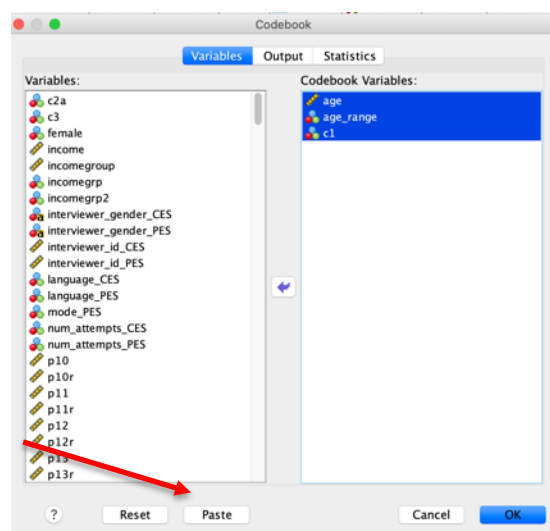 Codebook
Variables Output Statistics
Variables:
c2a
c3
female
income
incomegroup
incomegrp
incomegrp2
interviewer_gender_CES
interviewer_gender_PES
interviewer_id_CES
interviewer_id_PES
language_CES
language_PES
mode_PES
num_attempts_CES
num_attempts_PES
p10
p10r
p11
p11r
p12
p12r
p13
p13r
Codebook Variables:
age
age_range
c1
? Reset Paste Cancel OK